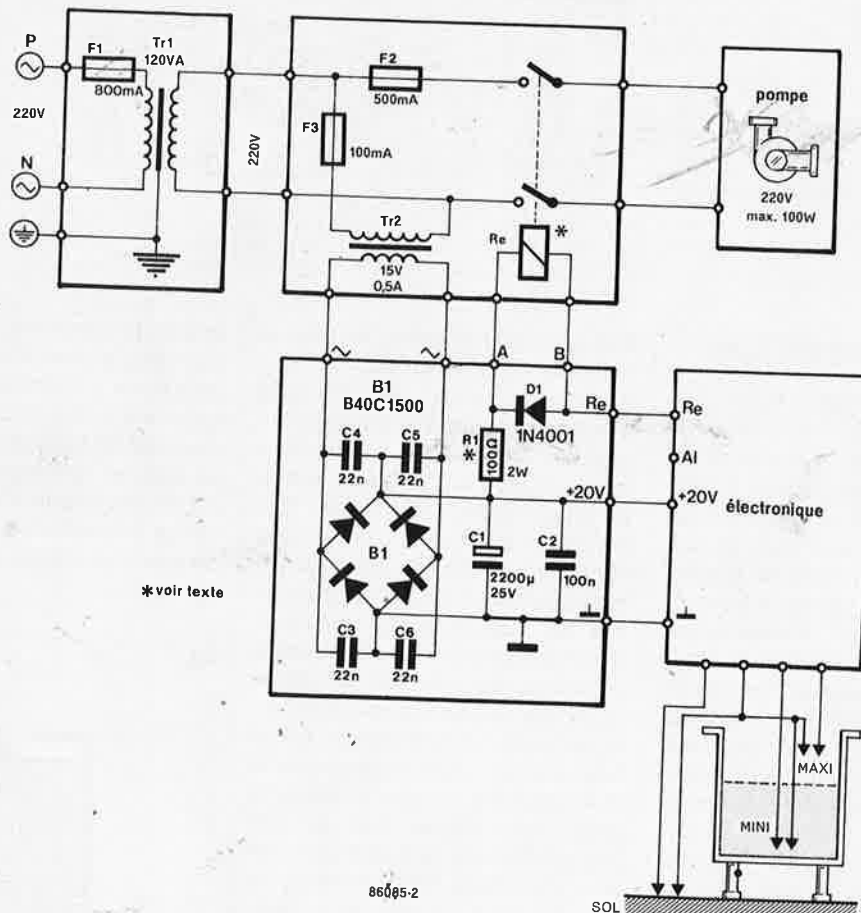 P
F1
Tr1
120VA
800mA
220V
N
F2
500mA
F3
100mA
220V
Tr2
15V
0,5A
Re
*
pompe
220V
max. 100W
A
B
B1
B40C1500
D1
1N4001
Re
Re
C4
22n
C5
22n
R1
*
100Ω
2W
Al
+20V
+20V
électronique
B1
C1
2200µ
25V
C2
100n
*voir texte
C3
22n
C6
22n
MAXI
MINI
SOL
86085-2